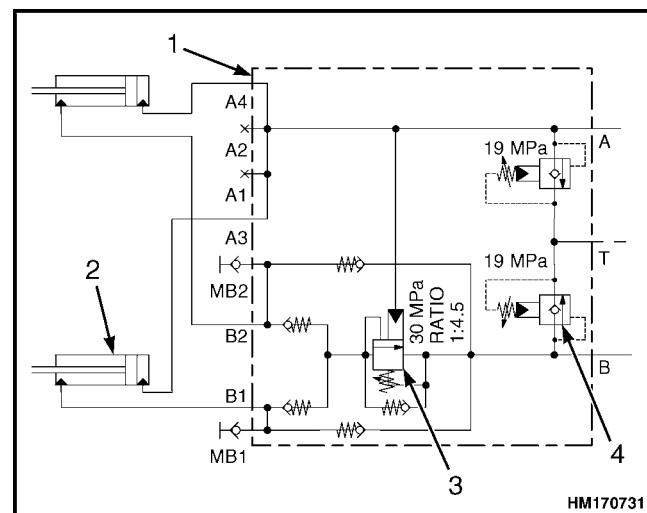 1
A4
A2
A1
A3
MB2
B2
B1
MB1
2
30 MPa
RATIO
1:4.5
3
19 MPa
A
T
19 MPa
B
4
HM170731